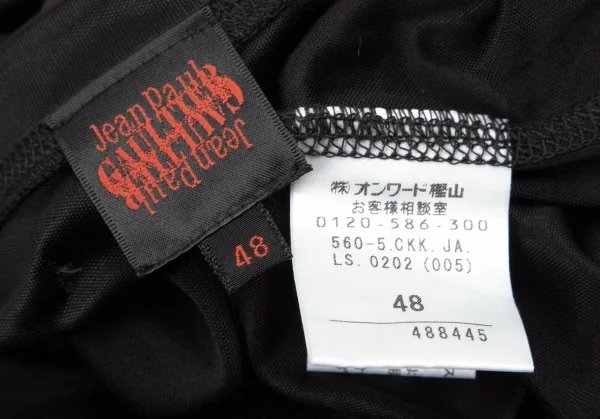 Jean Paul
GAULTIER
Jean Paul
48
㈱オンワード樫山
お客様相談室
0120-586-300
560-5.CKK.JA.
LS.0202(005)
48
488445